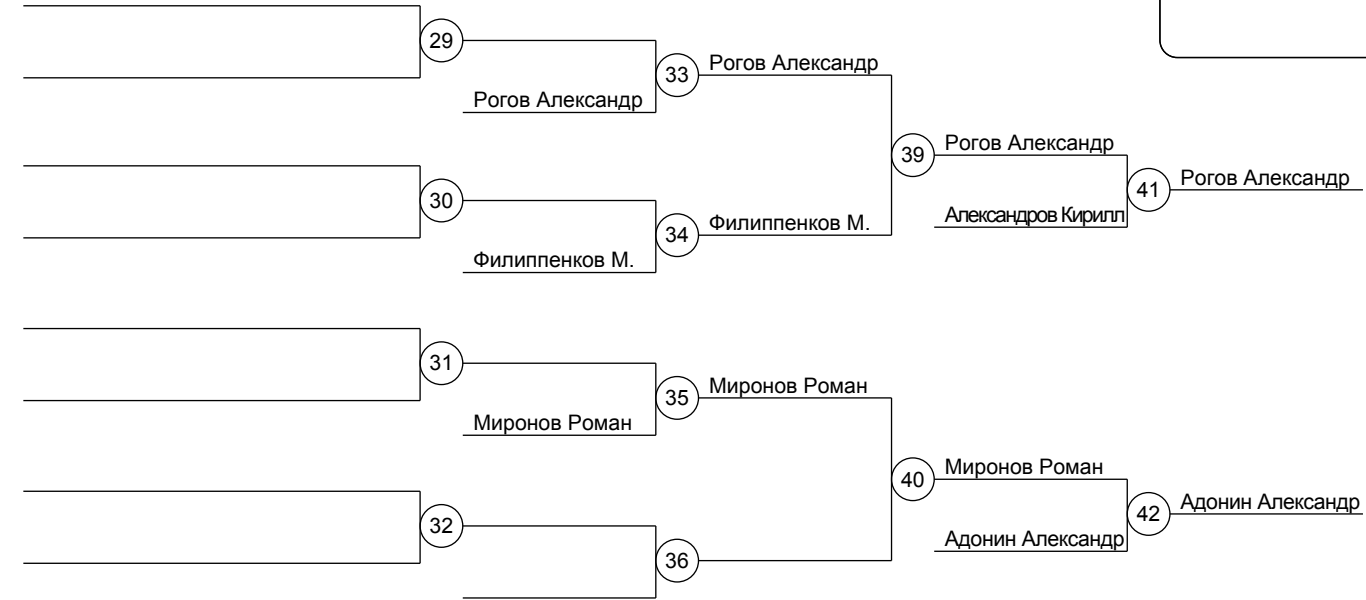 29
33
Рогов Александр
Рогов Александр
39
Рогов Александр
41
Рогов Александр
30
34
Филиппенков М.
Александров Кирилл
Филиппенков М.
31
35
Миронов Роман
Миронов Роман
40
Миронов Роман
42
Адонин Александр
32
36
Адонин Александр